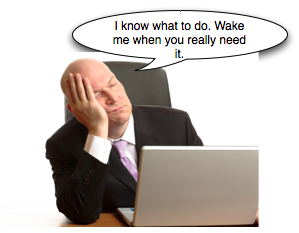 I know what to do. Wake
me when you really need
it.